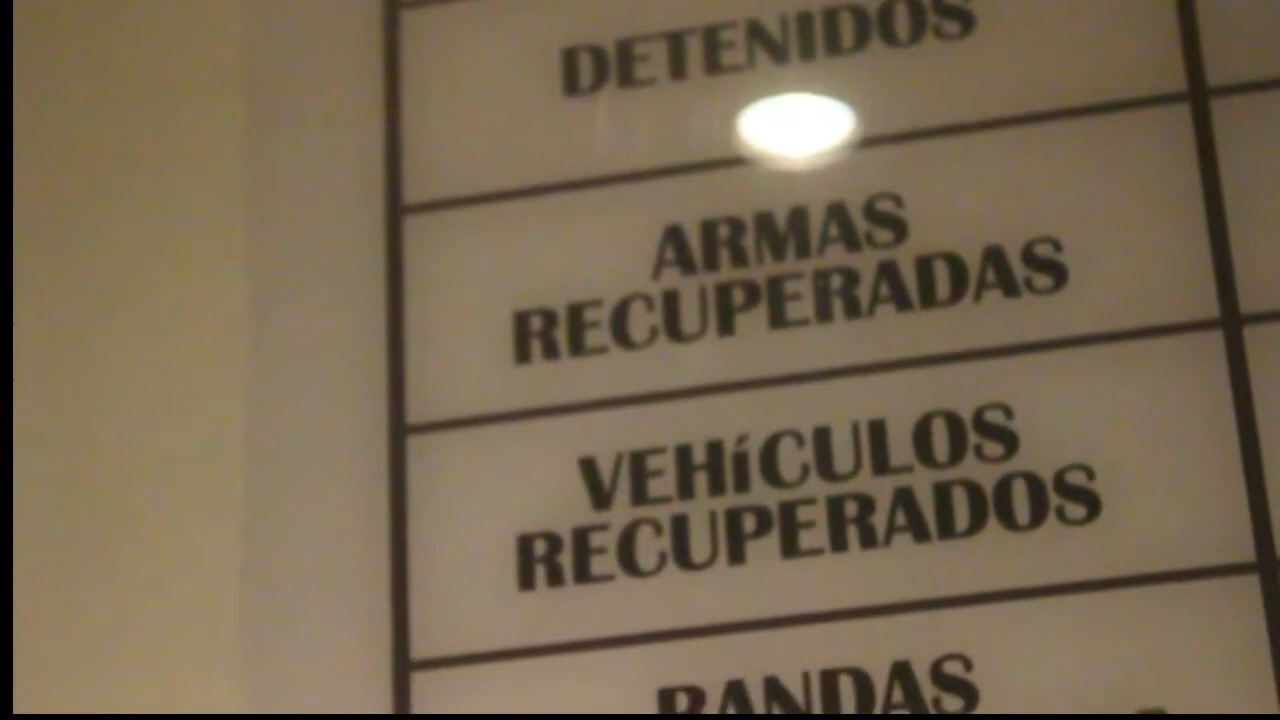 DETENIDOS
ARMAS
RECUPERADAS
VEHíCULOS
RECUPERADOS
BANDAS